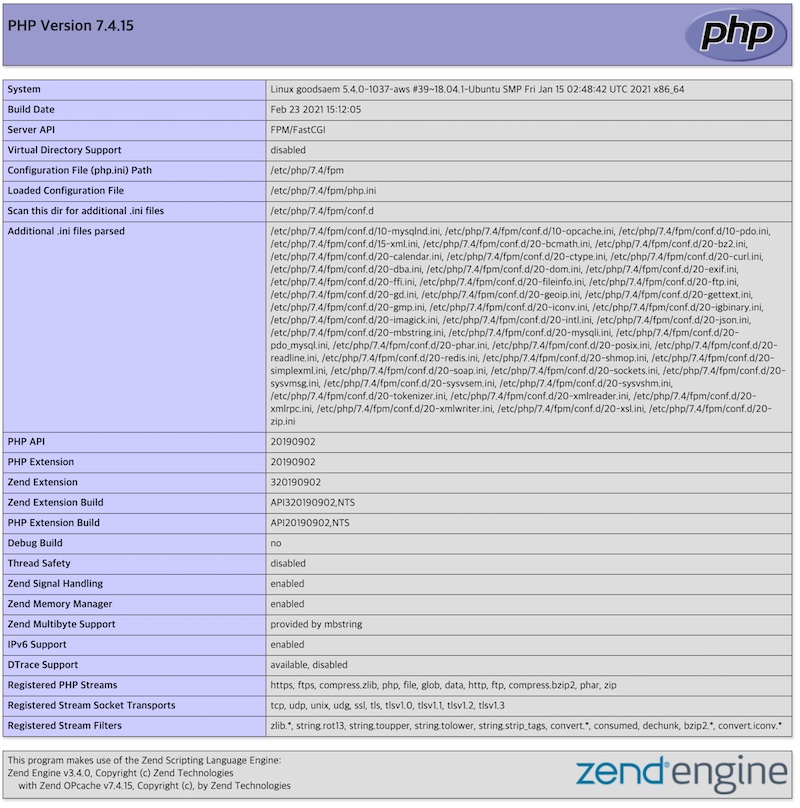 PHP Version 7.4.15
php
System Linux goodsaem 5.4.0-1037-aws #39~18.04.1-Ubuntu SMP Fri Jan 15 02:48:42 UTC 2021 x86_64
Build Date Feb 23 2021 15:12:05
Server API FPM/FastCGI
Virtual Directory Support disabled
Configuration File (php.ini) Path /etc/php/7.4/fpm
Loaded Configuration File /etc/php/7.4/fpm/php.ini
Scan this dir for additional .ini files /etc/php/7.4/fpm/conf.d
Additional .ini files parsed /etc/php/7.4/fpm/conf.d/10-mysqlnd.ini, /etc/php/7.4/fpm/conf.d/10-opcache.ini, /etc/php/7.4/fpm/conf.d/10-pdo.ini,
/etc/php/7.4/fpm/conf.d/15-xml.ini, /etc/php/7.4/fpm/conf.d/20-bcmath.ini, /etc/php/7.4/fpm/conf.d/20-bz2.ini,
/etc/php/7.4/fpm/conf.d/20-calendar.ini, /etc/php/7.4/fpm/conf.d/20-ctype.ini, /etc/php/7.4/fpm/conf.d/20-curl.ini,
/etc/php/7.4/fpm/conf.d/20-dba.ini, /etc/php/7.4/fpm/conf.d/20-dom.ini, /etc/php/7.4/fpm/conf.d/20-exif.ini,
/etc/php/7.4/fpm/conf.d/20-ffi.ini, /etc/php/7.4/fpm/conf.d/20-fileinfo.ini, /etc/php/7.4/fpm/conf.d/20-ftp.ini,
/etc/php/7.4/fpm/conf.d/20-gd.ini, /etc/php/7.4/fpm/conf.d/20-geoip.ini, /etc/php/7.4/fpm/conf.d/20-gettext.ini,
/etc/php/7.4/fpm/conf.d/20-gmp.ini, /etc/php/7.4/fpm/conf.d/20-iconv.ini, /etc/php/7.4/fpm/conf.d/20-igbinary.ini,
/etc/php/7.4/fpm/conf.d/20-imagick.ini, /etc/php/7.4/fpm/conf.d/20-intl.ini, /etc/php/7.4/fpm/conf.d/20-json.ini,
/etc/php/7.4/fpm/conf.d/20-mbstring.ini, /etc/php/7.4/fpm/conf.d/20-mysqli.ini, /etc/php/7.4/fpm/conf.d/20-
pdo_mysql.ini, /etc/php/7.4/fpm/conf.d/20-phar.ini, /etc/php/7.4/fpm/conf.d/20-posix.ini, /etc/php/7.4/fpm/conf.d/20-
readline.ini, /etc/php/7.4/fpm/conf.d/20-redis.ini, /etc/php/7.4/fpm/conf.d/20-shmop.ini, /etc/php/7.4/fpm/conf.d/20-
simplexml.ini, /etc/php/7.4/fpm/conf.d/20-soap.ini, /etc/php/7.4/fpm/conf.d/20-sockets.ini, /etc/php/7.4/fpm/conf.d/20-
sysvmsg.ini, /etc/php/7.4/fpm/conf.d/20-sysvsem.ini, /etc/php/7.4/fpm/conf.d/20-sysvshm.ini,
/etc/php/7.4/fpm/conf.d/20-tokenizer.ini, /etc/php/7.4/fpm/conf.d/20-xmlreader.ini, /etc/php/7.4/fpm/conf.d/20-
xmlrpc.ini, /etc/php/7.4/fpm/conf.d/20-xmlwriter.ini, /etc/php/7.4/fpm/conf.d/20-xsl.ini, /etc/php/7.4/fpm/conf.d/20-
zip.ini
PHP API 20190902
PHP Extension 20190902
Zend Extension 320190902
Zend Extension Build API320190902,NTS
PHP Extension Build API20190902,NTS
Debug Build no
Thread Safety disabled
Zend Signal Handling enabled
Zend Memory Manager enabled
Zend Multibyte Support provided by mbstring
IPv6 Support enabled
DTrace Support available, disabled
Registered PHP Streams https, ftps, compress.zlib, php, file, glob, data, http, ftp, compress.bzip2, phar, zip
Registered Stream Socket Transports tcp, udp, unix, udg, ssl, tls, tlsv1.0, tlsv1.1, tlsv1.2, tlsv1.3
Registered Stream Filters zlib.*, string.rot13, string.toupper, string.tolower, string.strip_tags, convert.*, consumed, dechunk, bzip2.*, convert.iconv.*
This program makes use of the Zend Scripting Language Engine:
Zend Engine v3.4.0, Copyright (c) Zend Technologies
with Zend OPcache v7.4.15, Copyright (c), by Zend Technologies
zend® engine